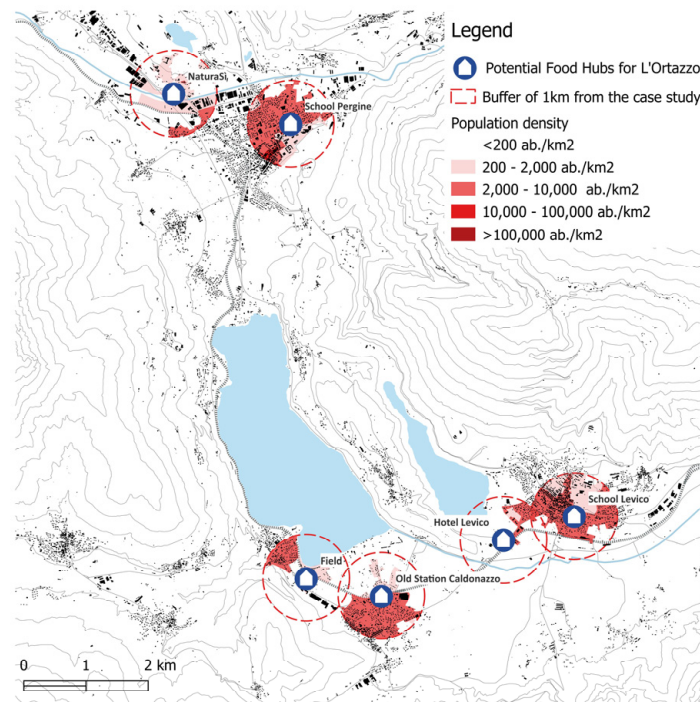 Legend
Potential Food Hubs for L'Ortazzo
Buffer of 1km from the case study
Population density
<200 ab./km2
200 - 2,000 ab./km2
2,000 - 10,000 ab./km2
10,000 - 100,000 ab./km2
>100,000 ab./km2
NaturaSì
School Pergine
School Levico
Hotel Levico
Field
Old Station Caldonazzo
0 1 2 km